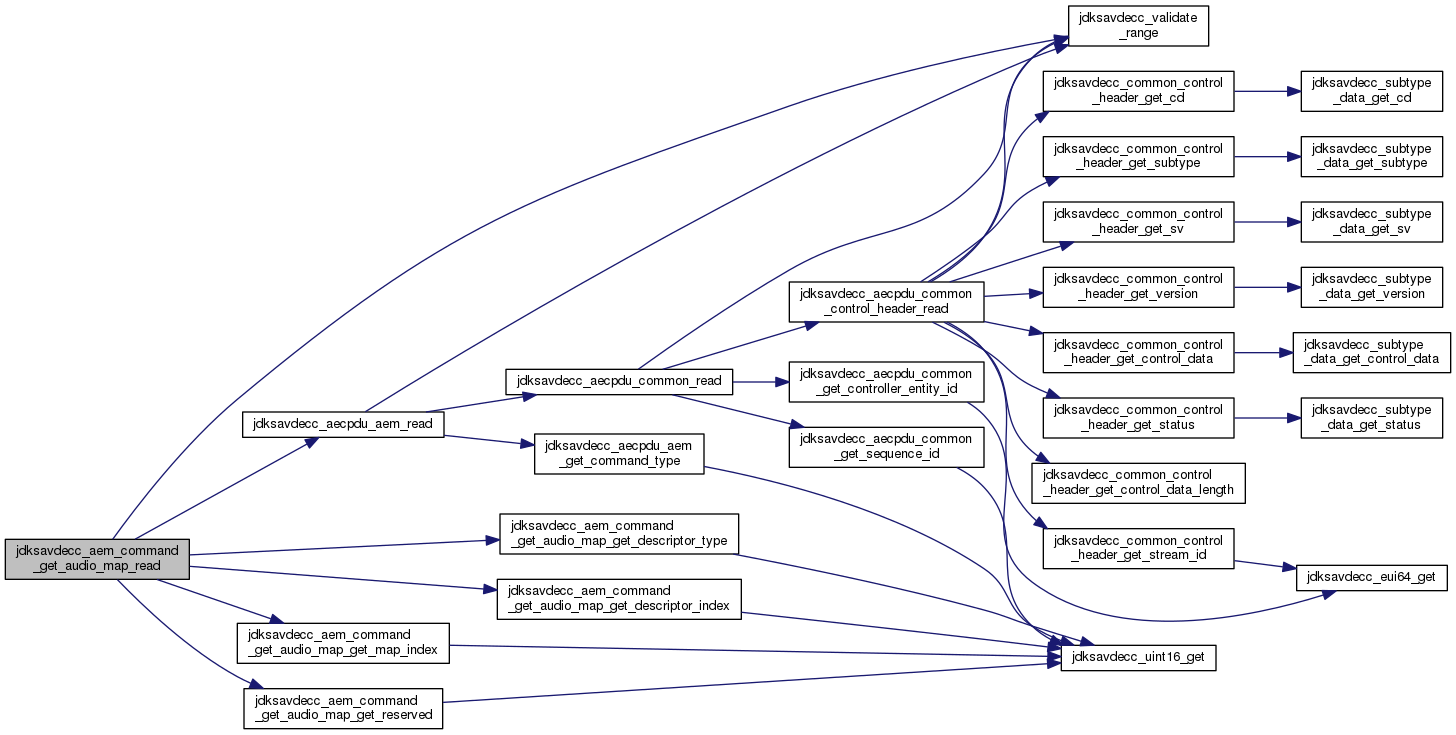 jdksavdecc_validate
_range
jdksavdecc_common_control
_header_get_cd
jdksavdecc_subtype
_data_get_cd
jdksavdecc_common_control
_header_get_subtype
jdksavdecc_subtype
_data_get_subtype
jdksavdecc_common_control
_header_get_sv
jdksavdecc_subtype
_data_get_sv
jdksavdecc_aecpdu_common
_control_header_read
jdksavdecc_common_control
_header_get_version
jdksavdecc_subtype
_data_get_version
jdksavdecc_common_control
_header_get_control_data
jdksavdecc_subtype
_data_get_control_data
jdksavdecc_aecpdu_common_read
jdksavdecc_aecpdu_common
_get_controller_entity_id
jdksavdecc_common_control
_header_get_status
jdksavdecc_subtype
_data_get_status
jdksavdecc_aecpdu_aem_read
jdksavdecc_aecpdu_aem
_get_command_type
jdksavdecc_aecpdu_common
_get_sequence_id
jdksavdecc_common_control
_header_get_control_data_length
jdksavdecc_aem_command
_get_audio_map_read
jdksavdecc_aem_command
_get_audio_map_get_descriptor_type
jdksavdecc_common_control
_header_get_stream_id
jdksavdecc_eui64_get
jdksavdecc_aem_command
_get_audio_map_get_descriptor_index
jdksavdecc_aem_command
_get_audio_map_get_map_index
jdksavdecc_uint16_get
jdksavdecc_aem_command
_get_audio_map_get_reserved